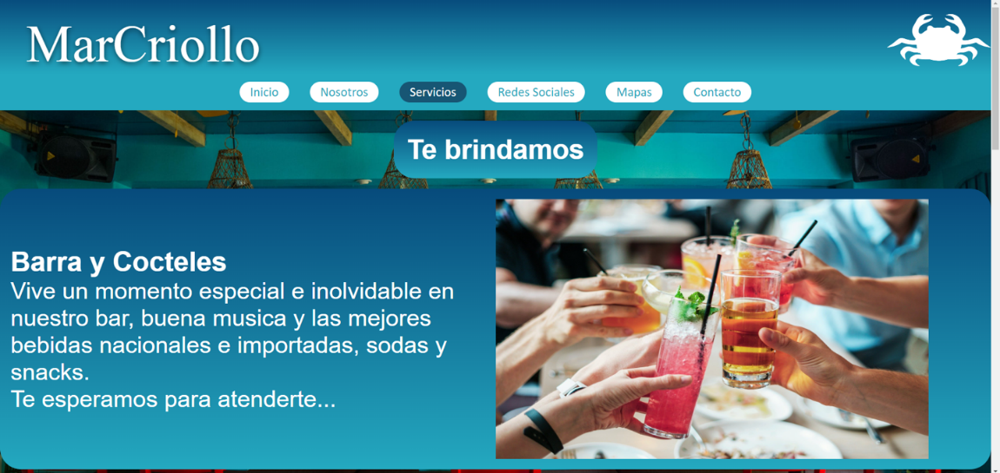 MarCriollo
Inicio Nosotros Servicios Redes Sociales Mapas Contacto
Te brindamos
Barra y Cocteles
Vive un momento especial e inolvidable en
nuestro bar, buena musica y las mejores
bebidas nacionales e importadas, sodas y
snacks.
Te esperamos para atenderte...